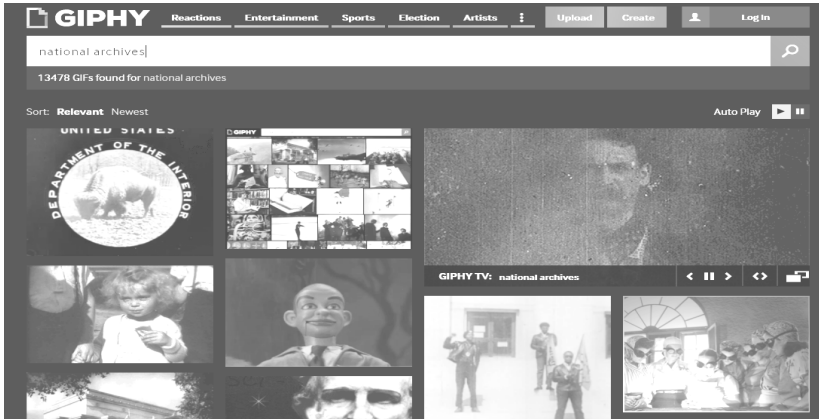 GIPHY Reactions Entertainment Sports Election Artists Upload Create Log In
national archives
13478 GIFs found for national archives
Sort: Relevant Newest Auto Play
UNITED STATES
DEPARTMENT OF THE INTERIOR
GIPHY
GIPHY TV: national archives